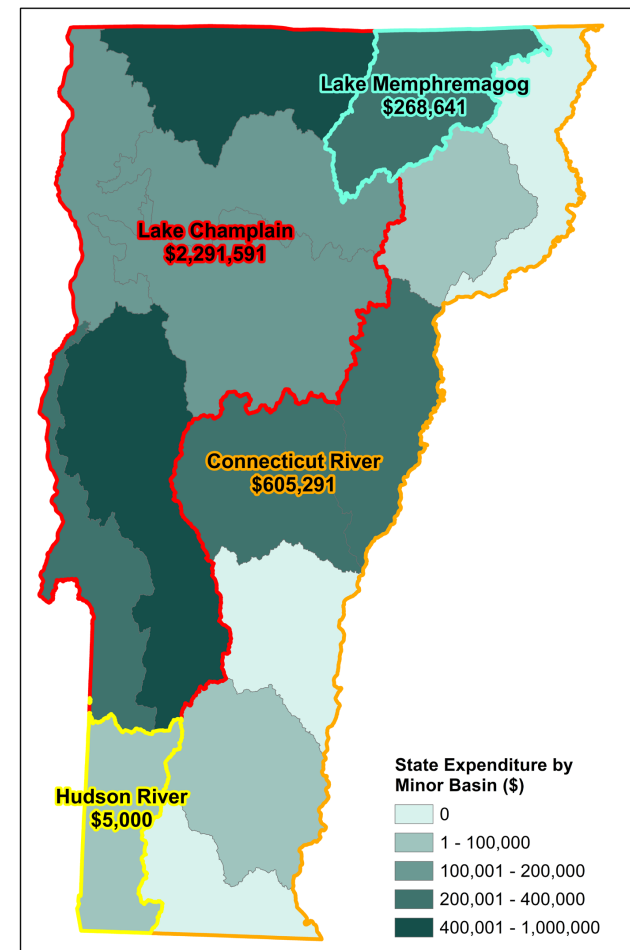 Lake Memphremagog
$268,641
Lake Champlain
$2,291,591
Connecticut River
$605,291
Hudson River
$5,000
State Expenditure by
Minor Basin ($)
0
1 - 100,000
100,001 - 200,000
200,001 - 400,000
400,001 - 1,000,000